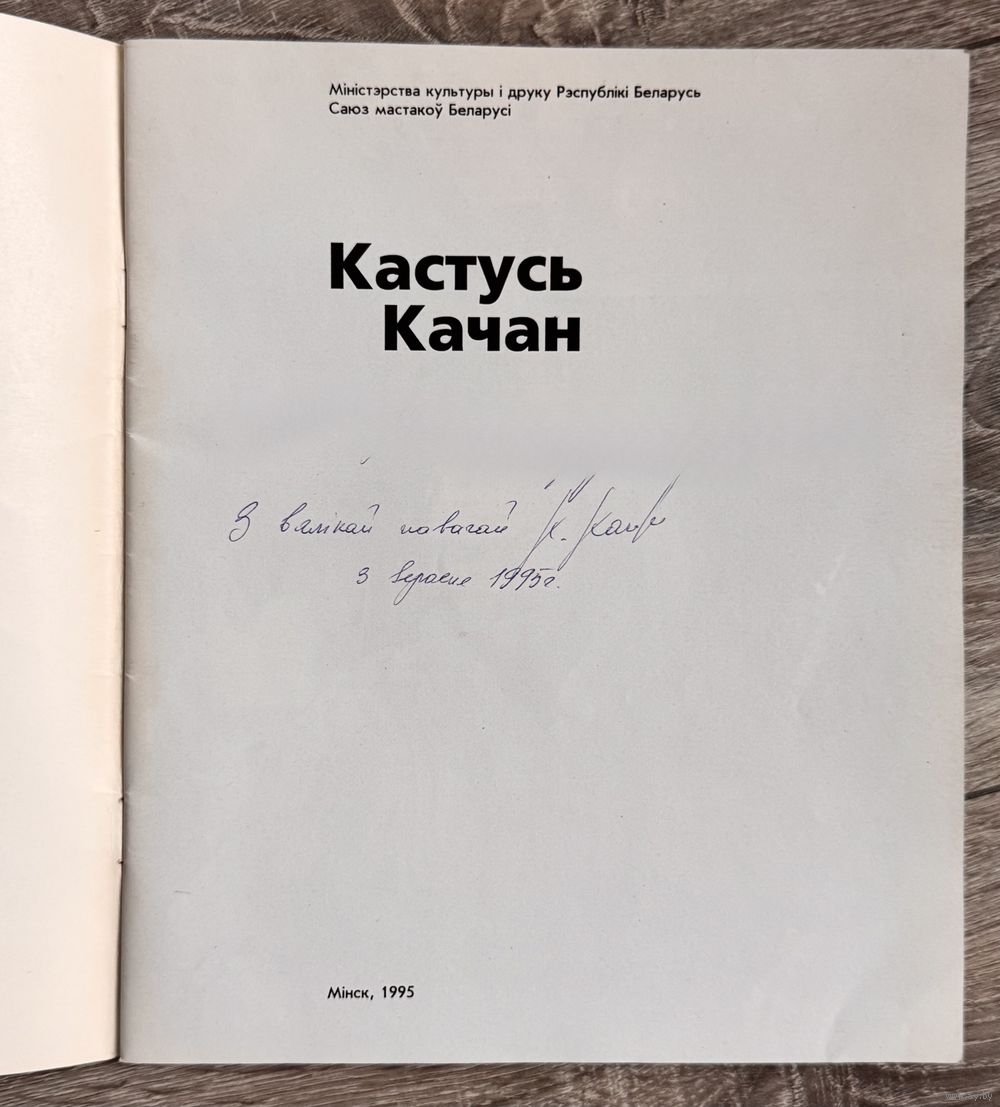 Міністэрства культуры і друку Рэспублікі Беларусь
Саюз мастакоў Беларусі
Кастусь
Качан
З вялікай павагай К.
3 верасня 1995г.
Мінск, 1995